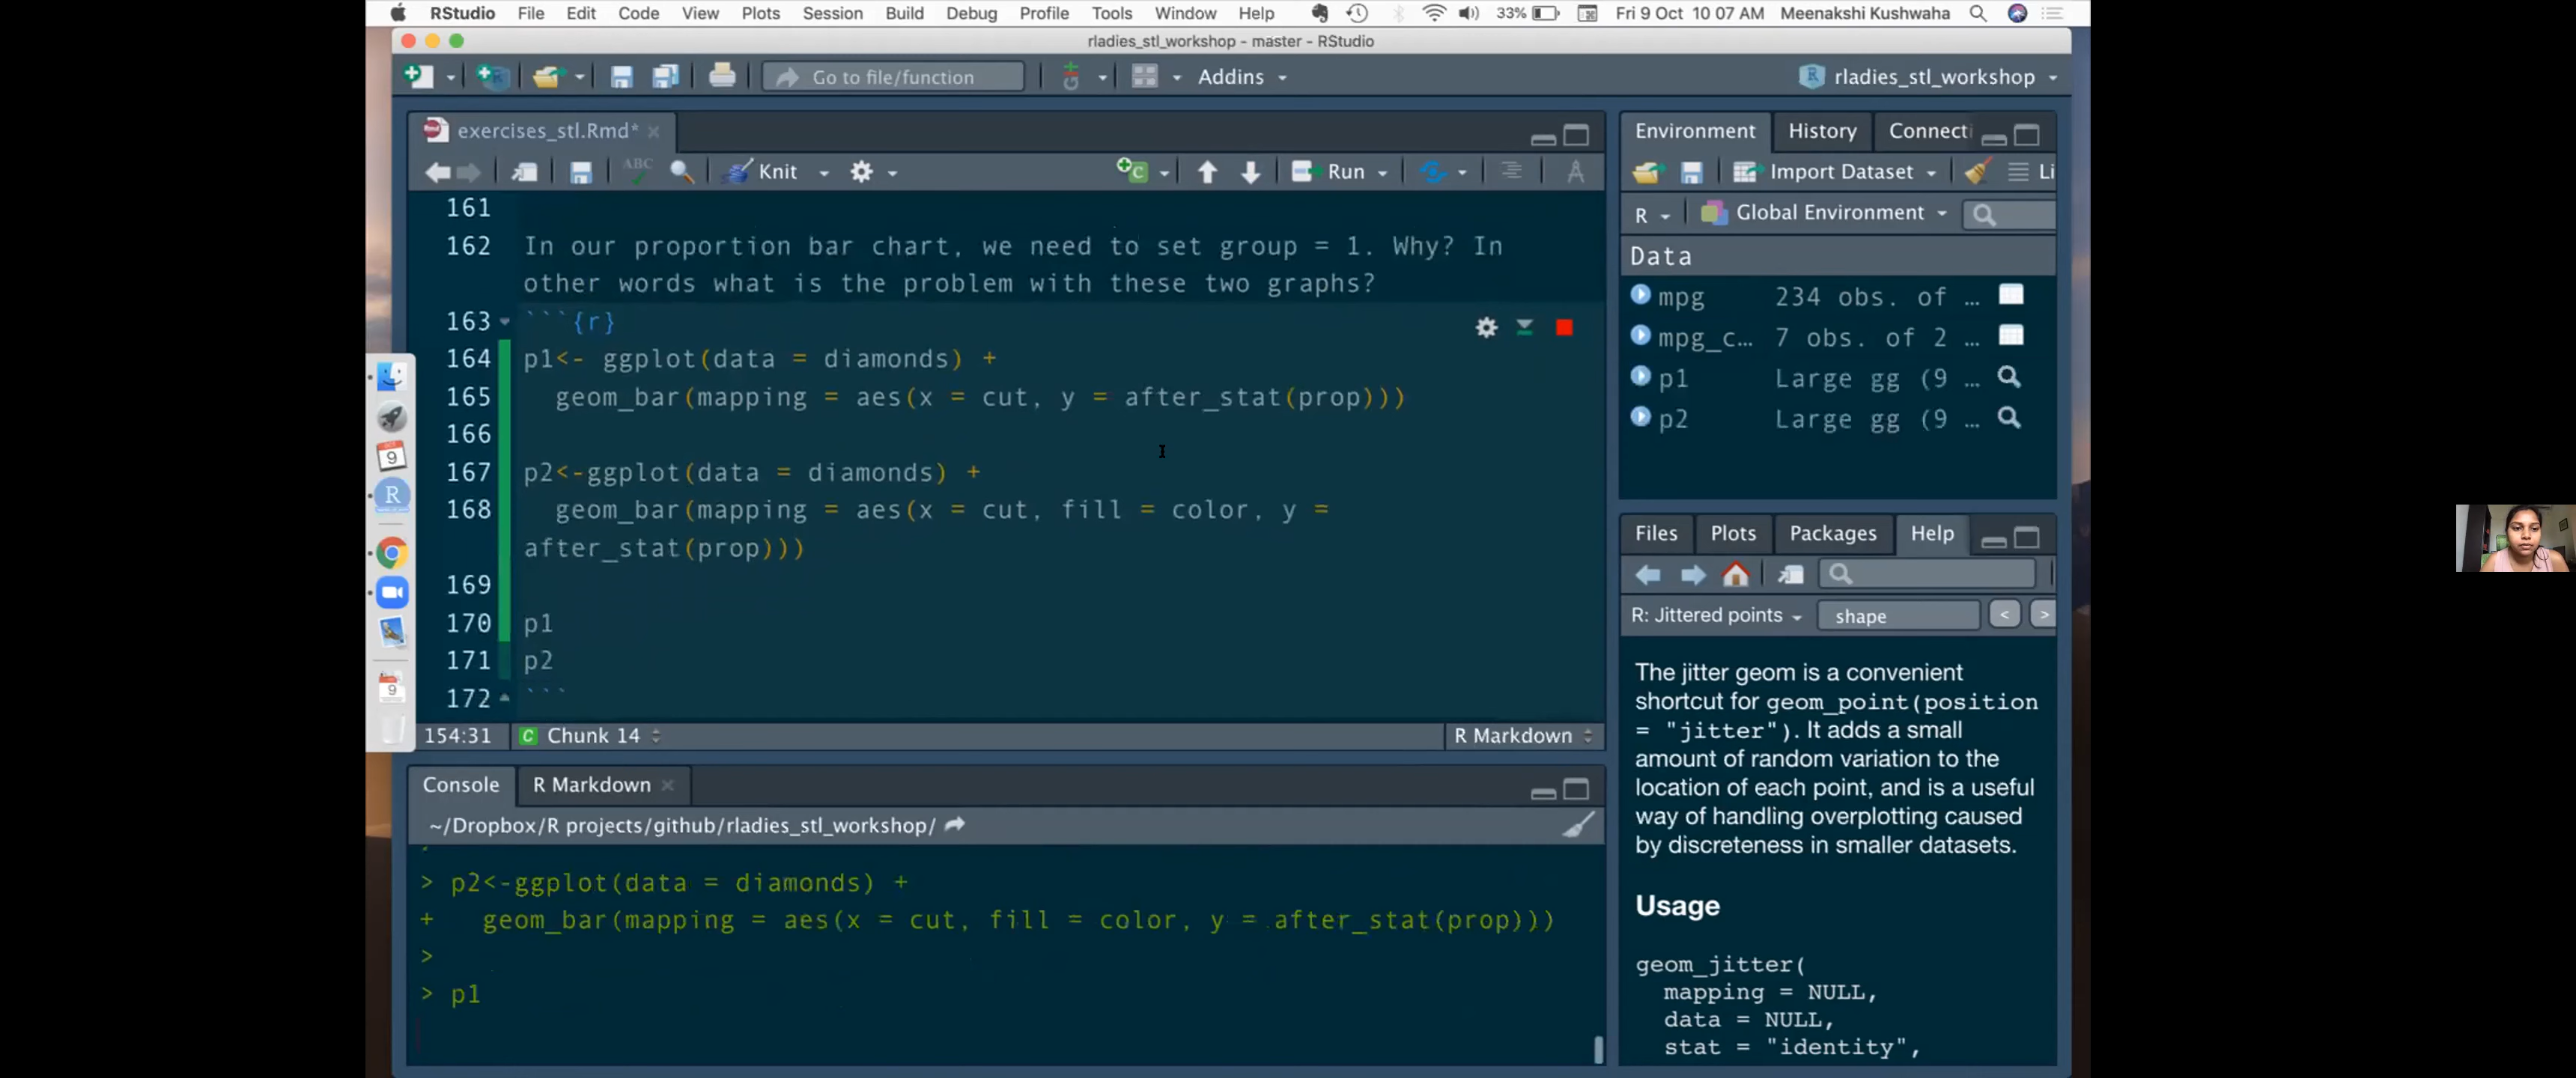 RStudio File Edit Code View Plots Session Build Debug Profile Tools Window Help 33% Fri 9 Oct 10 07 AM Meenakshi Kushwaha
rladies_stl_workshop - master - RStudio
Go to file/function Addins rladies_stl_workshop
exercises_stl.Rmd*
ABC Knit Run
161
162 In our proportion bar chart, we need to set group = 1. Why? In
other words what is the problem with these two graphs?
163 ```{r}
164 p1<- ggplot(data = diamonds) +
165 geom_bar(mapping = aes(x = cut, y = after_stat(prop)))
166
167 p2<-ggplot(data = diamonds) +
168 geom_bar(mapping = aes(x = cut, fill = color, y =
after_stat(prop)))
169
170 p1
171 p2
172 ```
154:31 C Chunk 14 R Markdown
Console R Markdown
~/Dropbox/R projects/github/rladies_stl_workshop/
> p2<-ggplot(data = diamonds) +
+ geom_bar(mapping = aes(x = cut, fill = color, y = after_stat(prop)))
>
> p1
Environment History Connecti
Import Dataset Li
R Global Environment
Data
mpg 234 obs. of …
mpg_c… 7 obs. of 2 …
p1 Large gg (9 …
p2 Large gg (9 …
Files Plots Packages Help
R: Jittered points shape < >
The jitter geom is a convenient
shortcut for geom_point(position
= "jitter"). It adds a small
amount of random variation to the
location of each point, and is a useful
way of handling overplotting caused
by discreteness in smaller datasets.
Usage
geom_jitter(
mapping = NULL,
data = NULL,
stat = "identity",